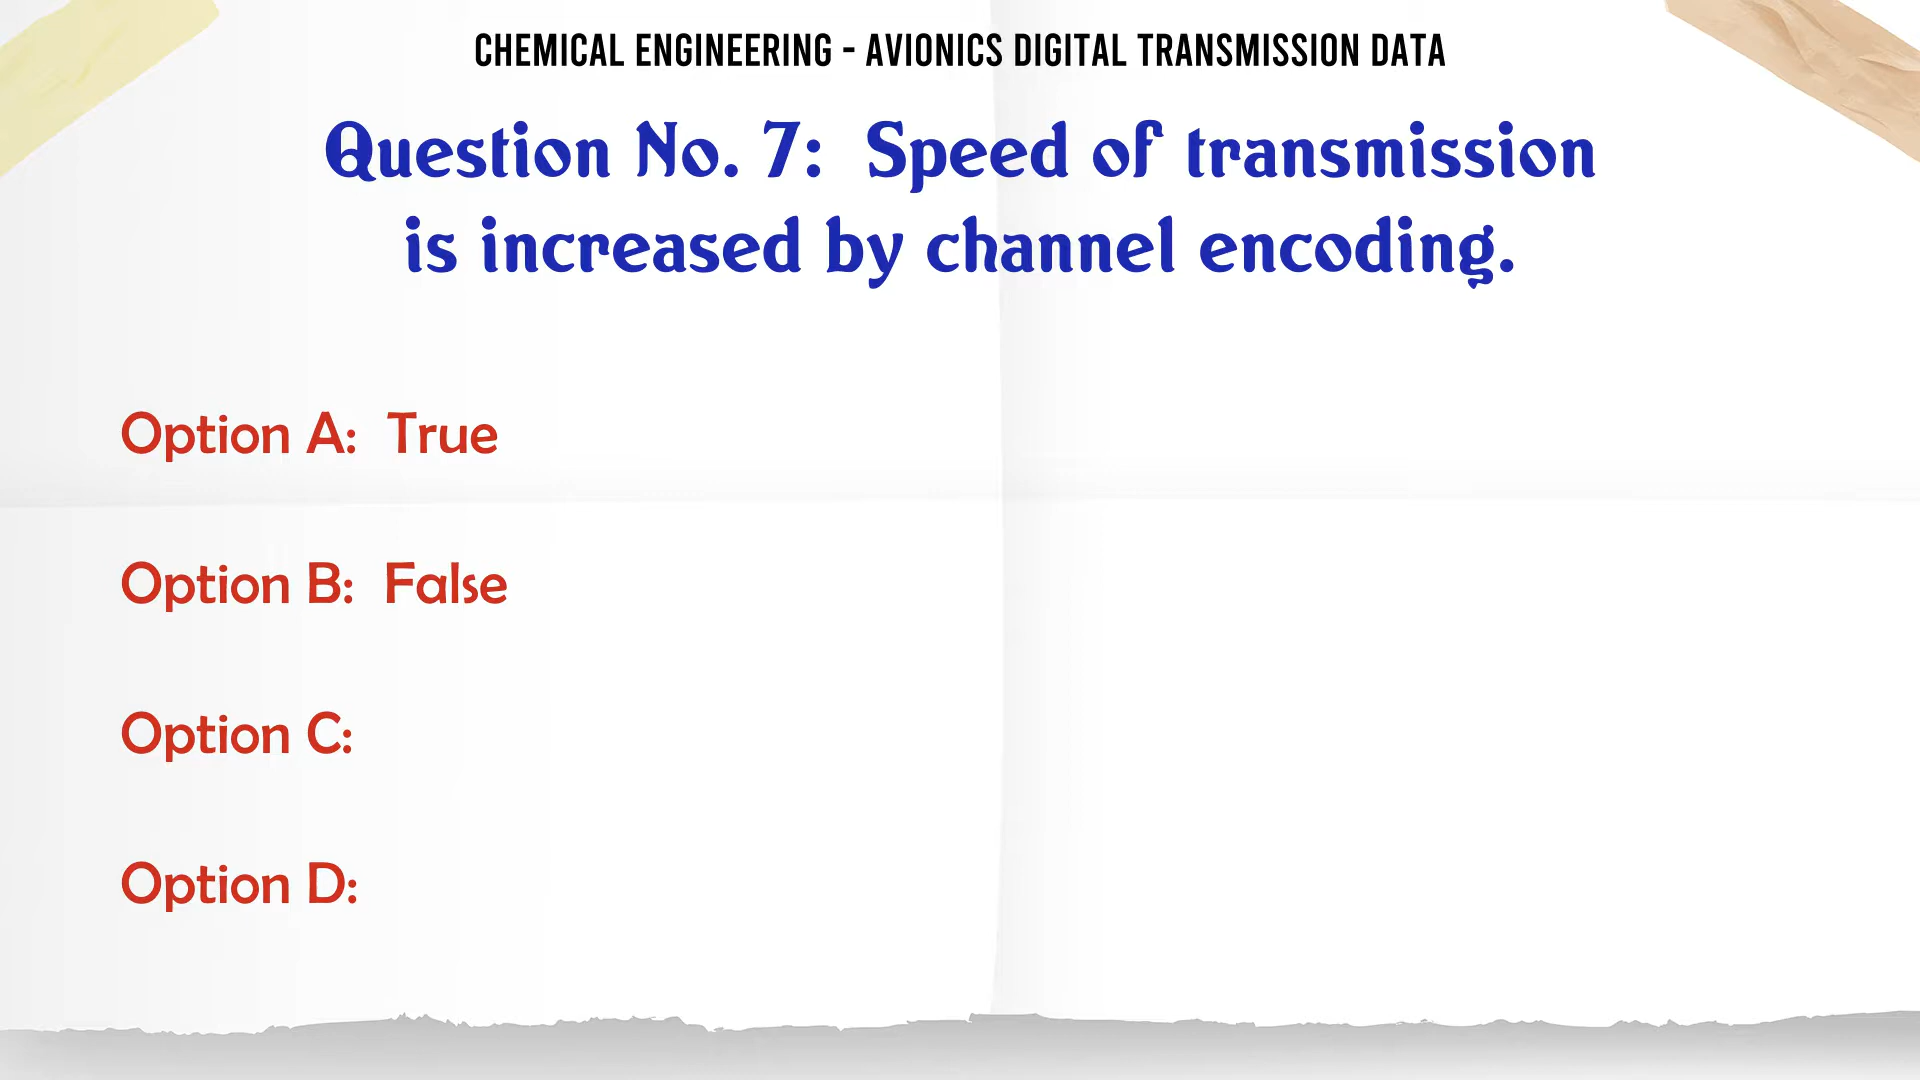 CHEMICAL ENGINEERING - AVIONICS DIGITAL TRANSMISSION DATA
Question No. 7: Speed of transmission
is increased by channel encoding.
Option A: True
Option B: False
Option C:
Option D: